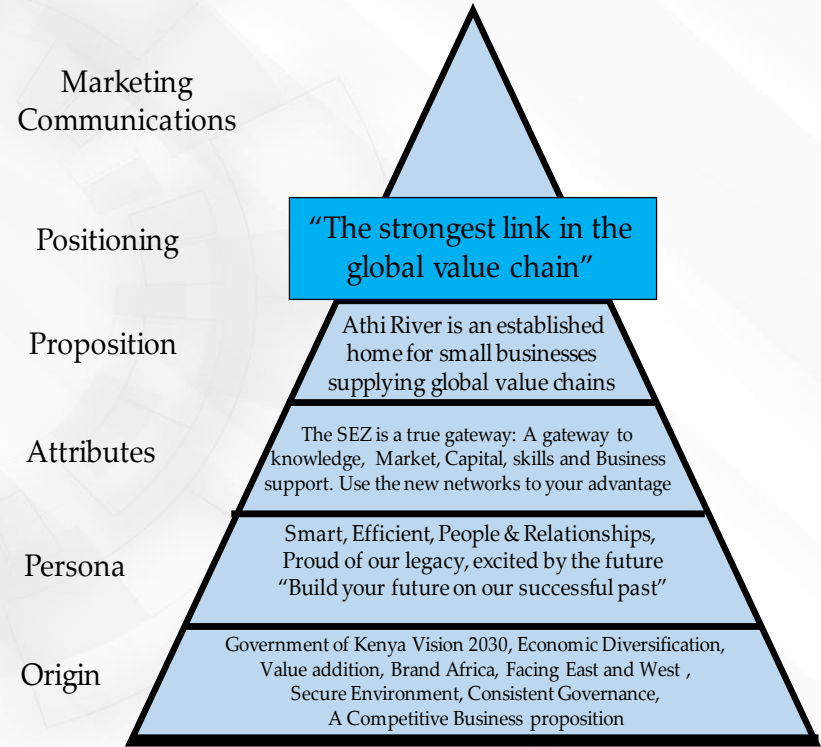 Marketing
Communications
Positioning
“The strongest link in the
global value chain”
Proposition
Athi River is an established
home for small businesses
supplying global value chains
Attributes
The SEZ is a true gateway: A gateway to
knowledge, Market, Capital, skills and Business
support. Use the new networks to your advantage
Persona
Smart, Efficient, People & Relationships,
Proud of our legacy, excited by the future
“Build your future on our successful past”
Origin
Government of Kenya Vision 2030, Economic Diversification,
Value addition, Brand Africa, Facing East and West ,
Secure Environment, Consistent Governance,
A Competitive Business proposition